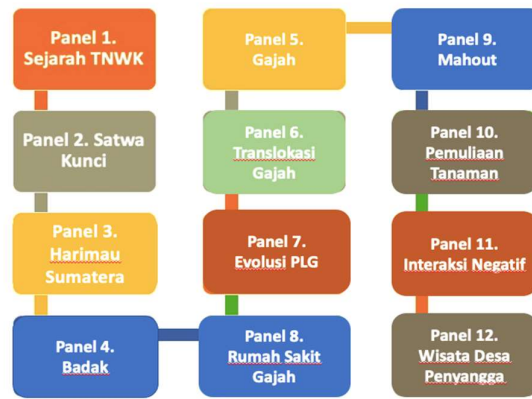 Panel 1.
Sejarah TNWK
Panel 2. Satwa
Kunci
Panel 3.
Harimau
Sumatera
Panel 4.
Badak
Panel 5.
Gajah
Panel 6.
Translokasi
Gajah
Panel 7.
Evolusi PLG
Panel 8.
Rumah Sakit
Gajah
Panel 9.
Mahout
Panel 10.
Pemuliaan
Tanaman
Panel 11.
Interaksi Negatif
Panel 12.
Wisata Desa
Penyangga